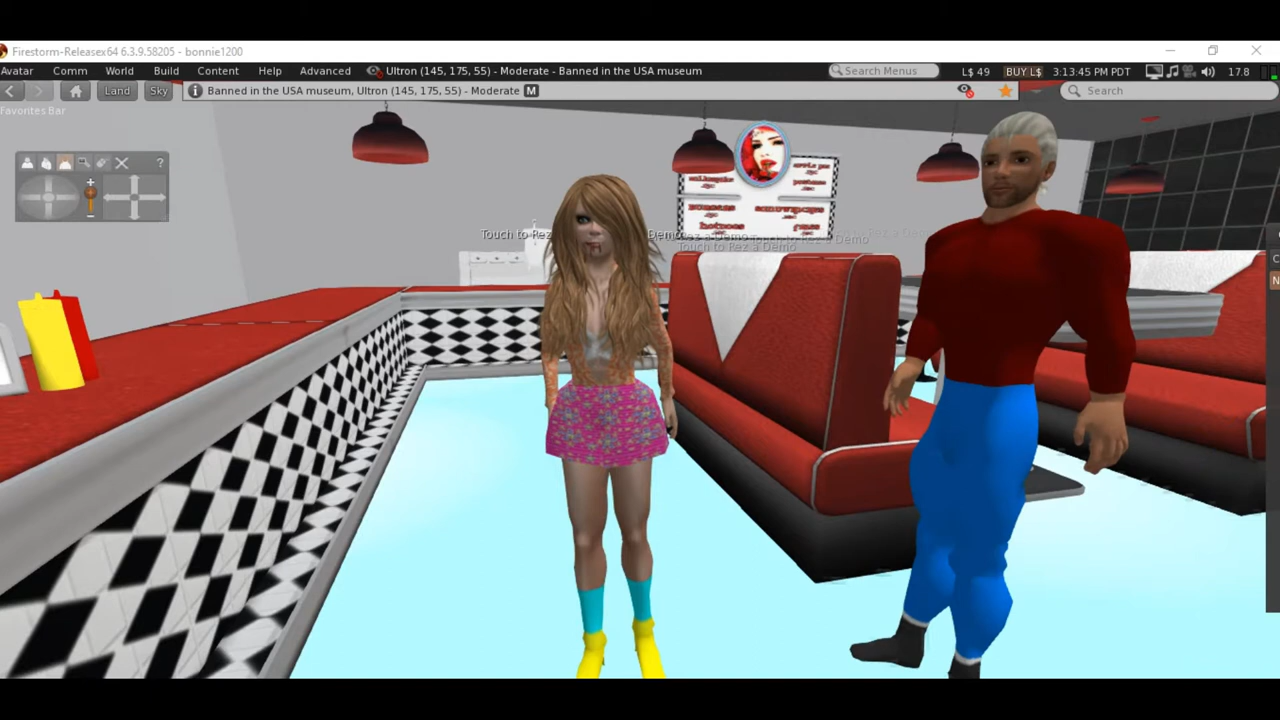 Firestorm-Releasex64 6.3.9.58205 - bonnie1200
Avatar Comm World Build Content Help Advanced Ultron (145, 175, 55) - Moderate - Banned in the USA museum Search Menus L$ 49 BUY L$ 3:13:45 PM PDT 17.8
Land Sky Banned in the USA museum, Ultron (145, 175, 55) - Moderate M Search
Favorites Bar
?
Touch to Rez Demo
Touch to Rez a Demo